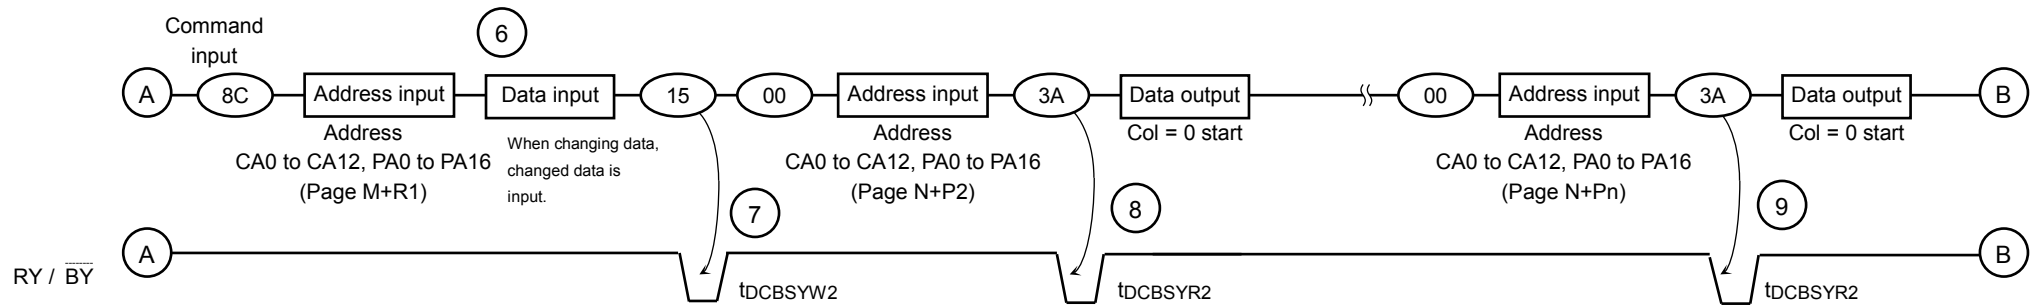 Command
input
6
A
8C
Address input
Data input
15
00
Address input
3A
Data output
00
Address input
3A
Data output
B
Address
CA0 to CA12, PA0 to PA16
(Page M+R1)
When changing data,
changed data is
input.
Address
CA0 to CA12, PA0 to PA16
(Page N+P2)
Col = 0 start
Address
CA0 to CA12, PA0 to PA16
(Page N+Pn)
Col = 0 start
7
8
9
A
B
RY / BY
tDCBSYW2
tDCBSYR2
tDCBSYR2